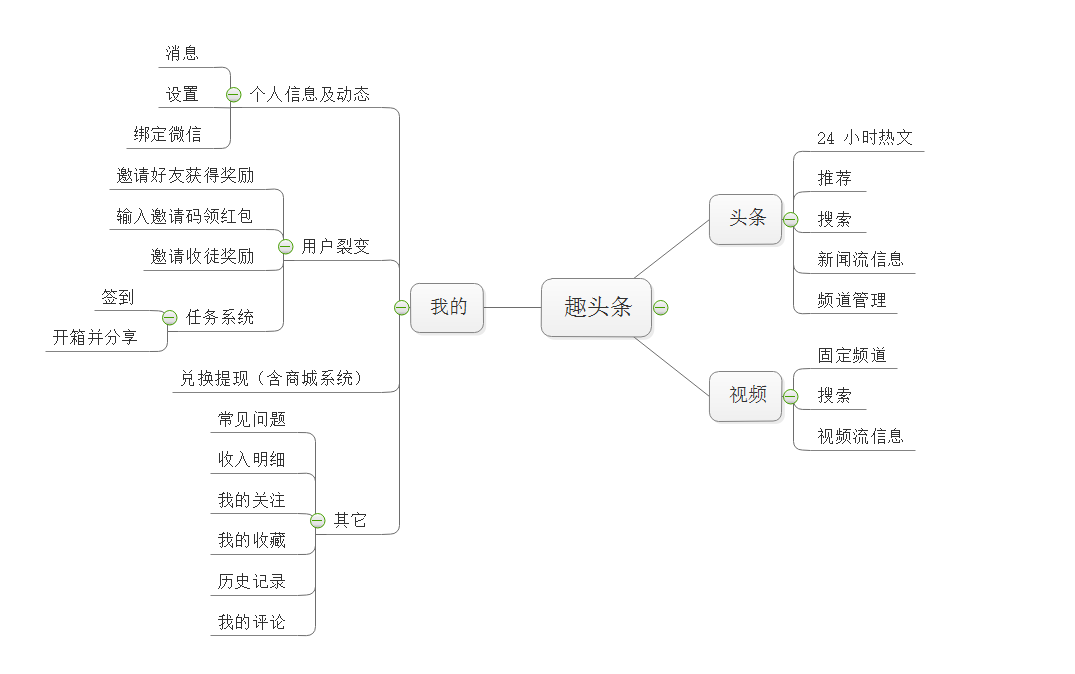 消息
设置
个人信息及动态
绑定微信
邀请好友获得奖励
输入邀请码领红包
用户裂变
邀请收徒奖励
签到
任务系统
开箱并分享
兑换提现（含商城系统）
常见问题
收入明细
我的关注
其它
我的收藏
历史记录
我的评论
我的
趣头条
头条
24 小时热文
推荐
搜索
新闻流信息
频道管理
视频
固定频道
搜索
视频流信息